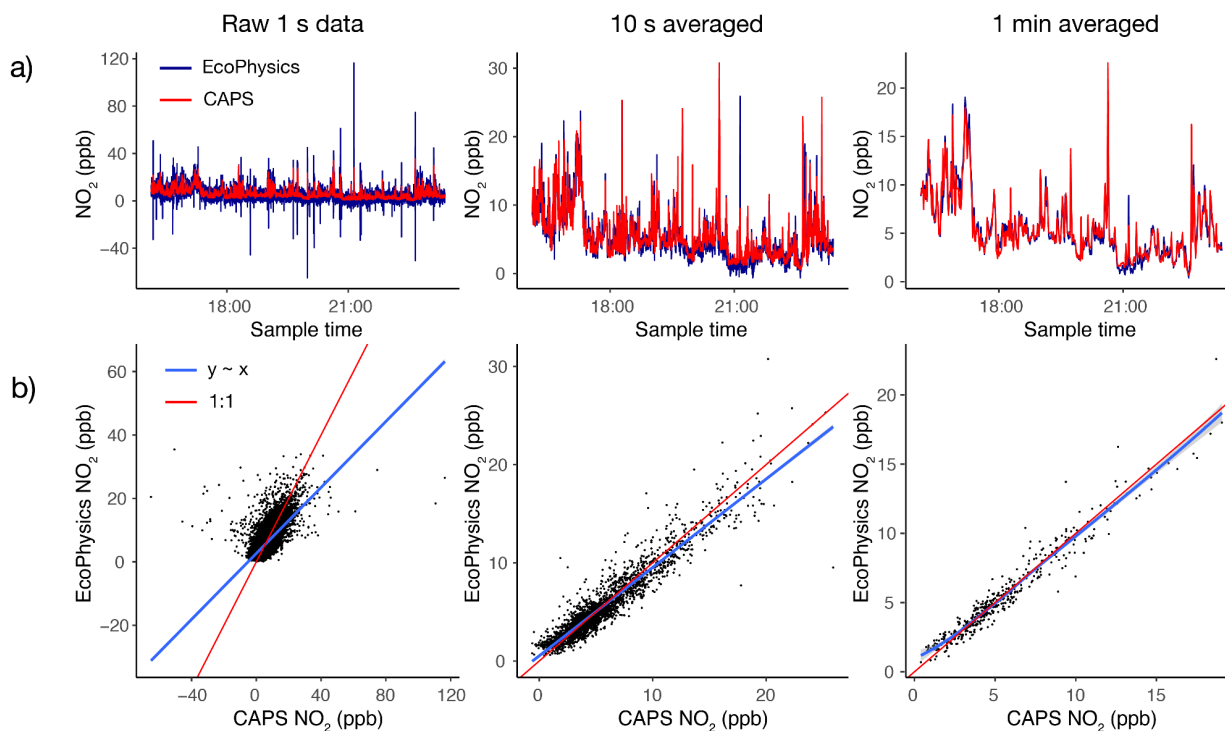 Raw 1 s data
10 s averaged
1 min averaged
a)
EcoPhysics
CAPS
NO₂ (ppb)
120
80
40
0
−40
18:00
21:00
Sample time
NO₂ (ppb)
30
20
10
0
18:00
21:00
Sample time
NO₂ (ppb)
20
15
10
5
0
18:00
21:00
Sample time
b)
y ~ x
1:1
EcoPhysics NO₂ (ppb)
60
40
20
0
−20
−40
0
40
80
120
CAPS NO₂ (ppb)
EcoPhysics NO₂ (ppb)
30
20
10
0
0
10
20
CAPS NO₂ (ppb)
EcoPhysics NO₂ (ppb)
20
15
10
5
0
0
5
10
15
CAPS NO₂ (ppb)